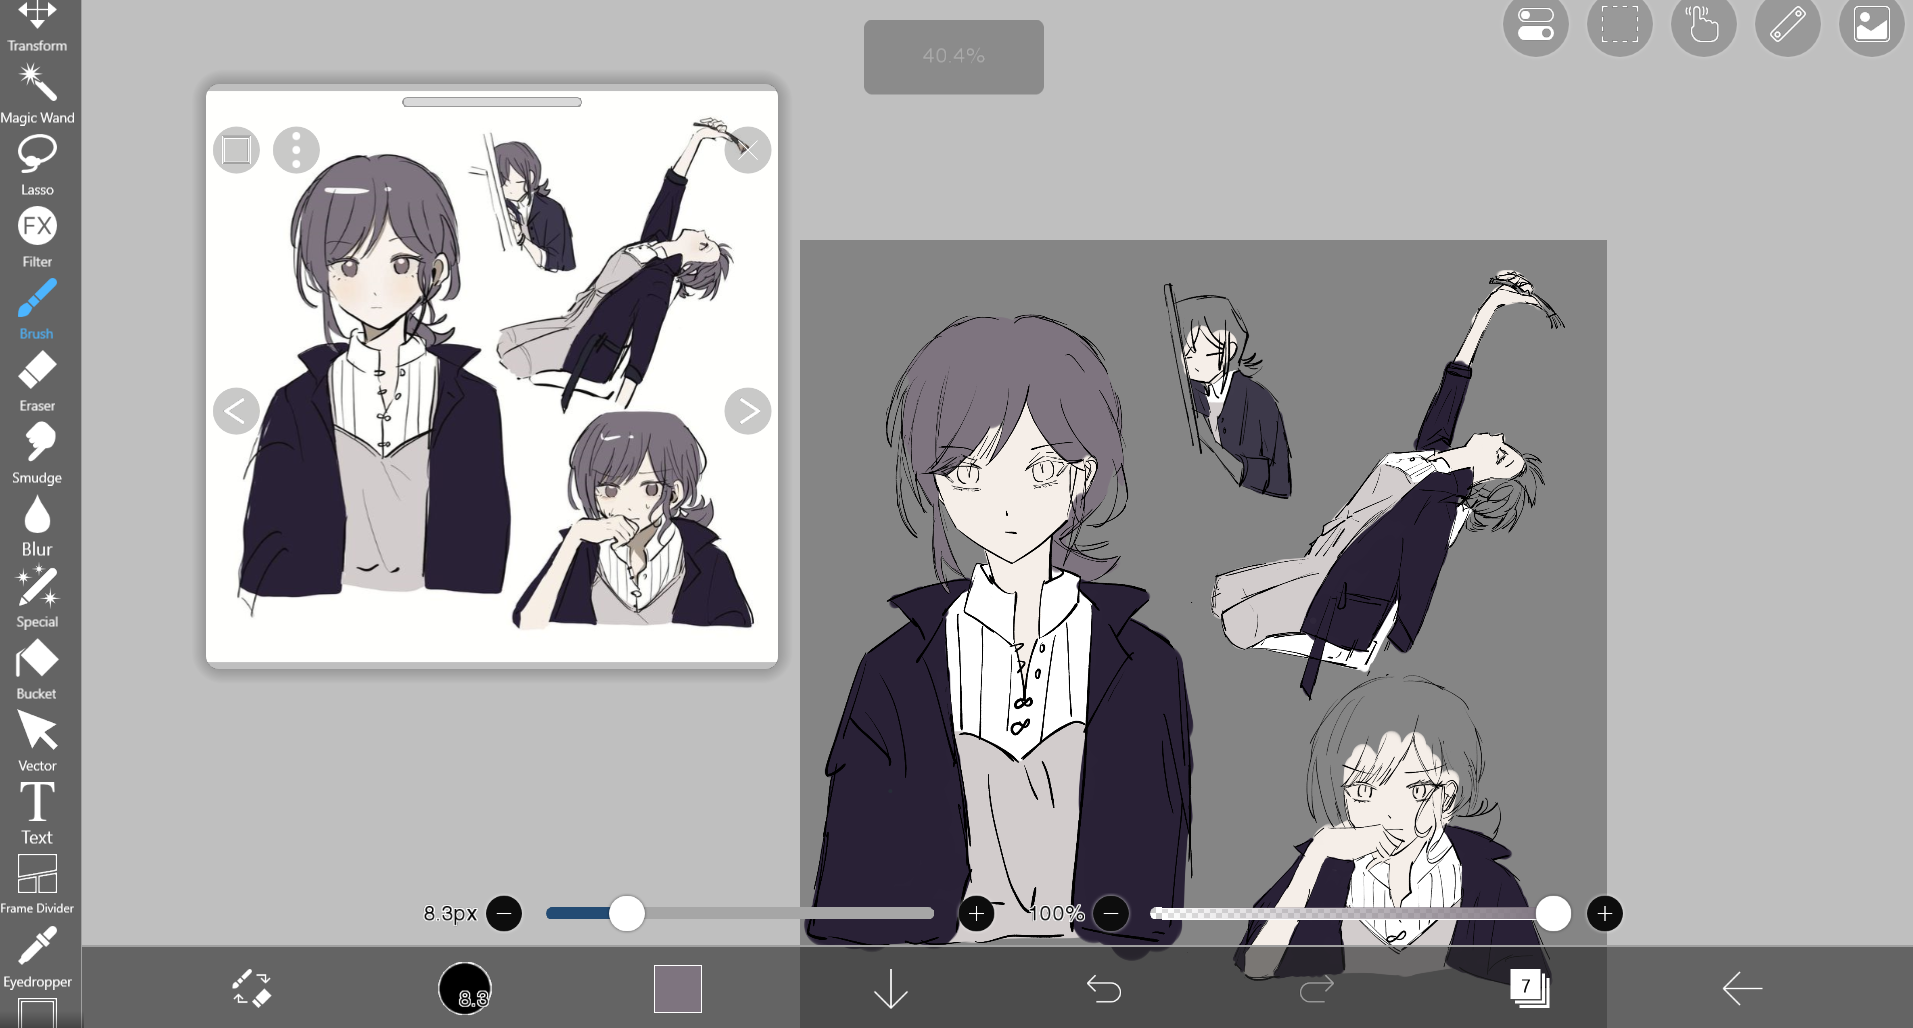 Transform
Magic Wand
Lasso
FX
Filter
Brush
Eraser
Smudge
Blur
Special
Bucket
Vector
T
Text
Frame Divider
Eyedropper
40.4%
8.3px
100%
8.3
7